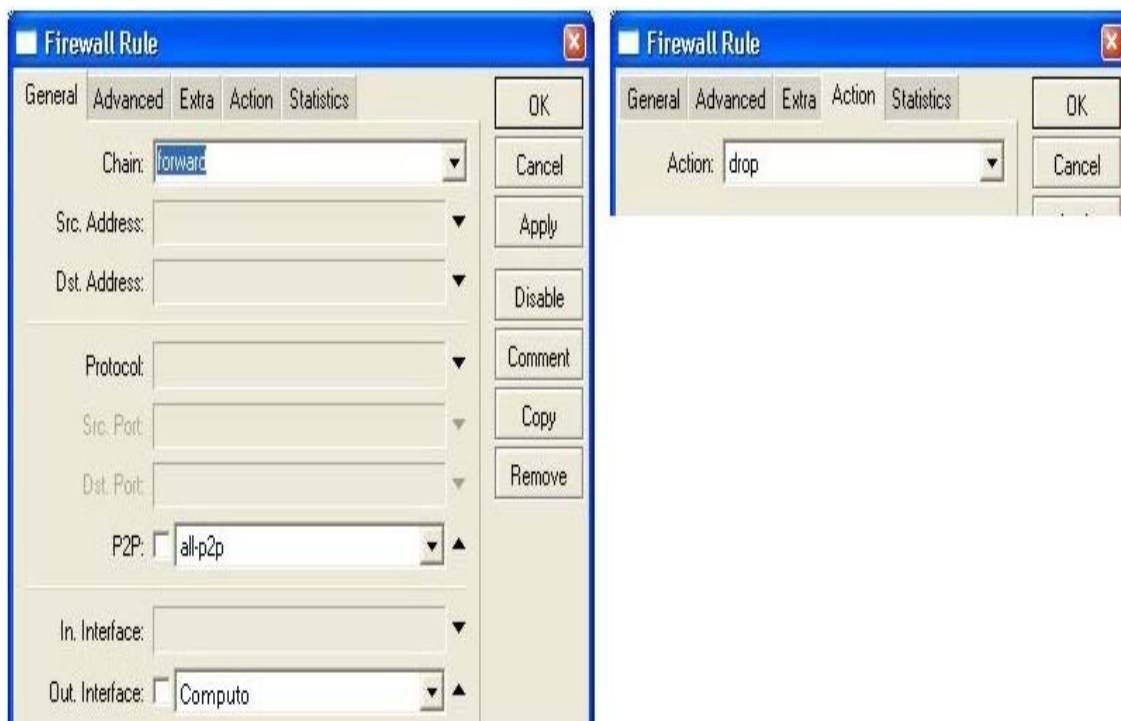 Firewall Rule
General Advanced Extra Action Statistics
Chain: forward
Src. Address:
Dst. Address:
Protocol:
Src. Port:
Dst. Port:
P2P: all-p2p
In. Interface:
Out. Interface: Computo
OK
Cancel
Apply
Disable
Comment
Copy
Remove
Firewall Rule
General Advanced Extra Action Statistics
Action: drop
OK
Cancel